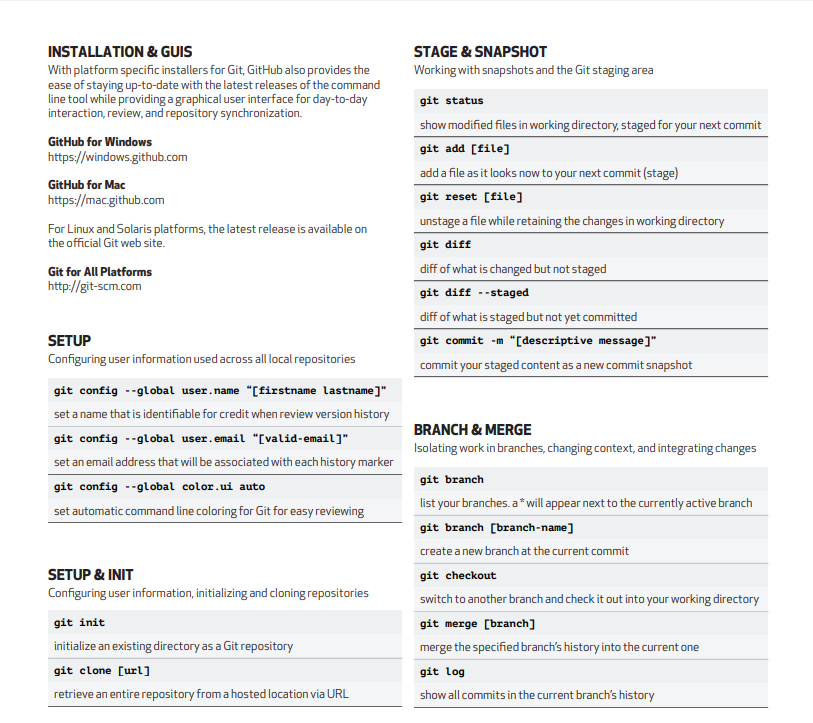 INSTALLATION & GUIS
With platform specific installers for Git, GitHub also provides the
ease of staying up-to-date with the latest releases of the command
line tool while providing a graphical user interface for day-to-day
interaction, review, and repository synchronization.
GitHub for Windows
https://windows.github.com
GitHub for Mac
https://mac.github.com
For Linux and Solaris platforms, the latest release is available on
the official Git web site.
Git for All Platforms
http://git-scm.com
SETUP
Configuring user information used across all local repositories
git config --global user.name “[firstname lastname]”
set a name that is identifiable for credit when review version history
git config --global user.email “[valid-email]”
set an email address that will be associated with each history marker
git config --global color.ui auto
set automatic command line coloring for Git for easy reviewing
SETUP & INIT
Configuring user information, initializing and cloning repositories
git init
initialize an existing directory as a Git repository
git clone [url]
retrieve an entire repository from a hosted location via URL
STAGE & SNAPSHOT
Working with snapshots and the Git staging area
git status
show modified files in working directory, staged for your next commit
git add [file]
add a file as it looks now to your next commit (stage)
git reset [file]
unstage a file while retaining the changes in working directory
git diff
diff of what is changed but not staged
git diff --staged
diff of what is staged but not yet committed
git commit -m “[descriptive message]”
commit your staged content as a new commit snapshot
BRANCH & MERGE
Isolating work in branches, changing context, and integrating changes
git branch
list your branches. a * will appear next to the currently active branch
git branch [branch-name]
create a new branch at the current commit
git checkout
switch to another branch and check it out into your working directory
git merge [branch]
merge the specified branch’s history into the current one
git log
show all commits in the current branch’s history